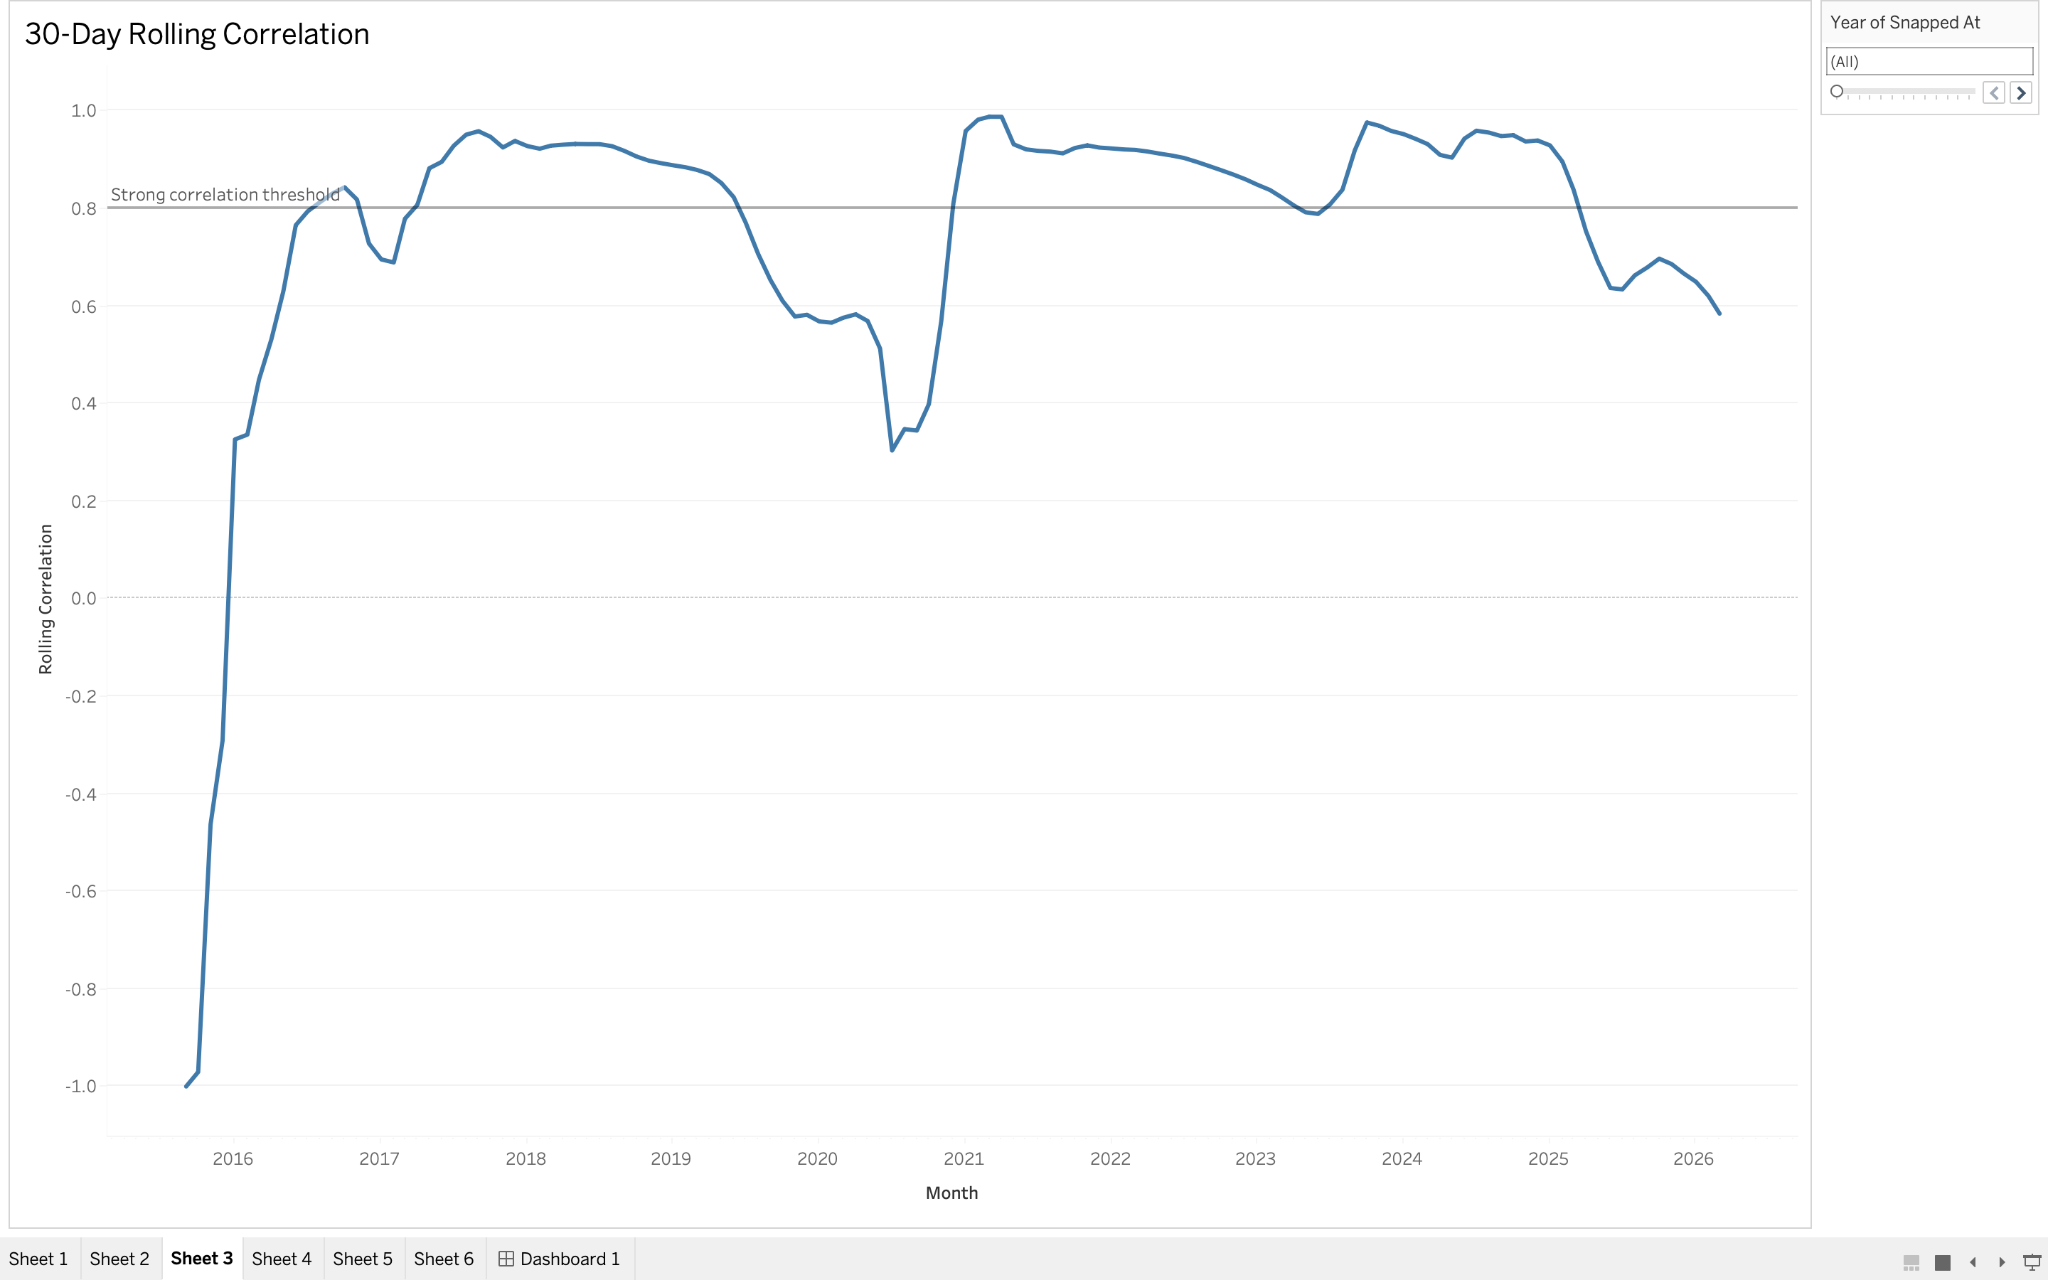 30-Day Rolling Correlation
Year of Snapped At
(All)
1.0
Strong correlation threshold
0.8
0.6
0.4
0.2
0.0
-0.2
-0.4
-0.6
-0.8
-1.0
Rolling Correlation
2016 2017 2018 2019 2020 2021 2022 2023 2024 2025 2026
Month
Sheet 1 Sheet 2 Sheet 3 Sheet 4 Sheet 5 Sheet 6 Dashboard 1